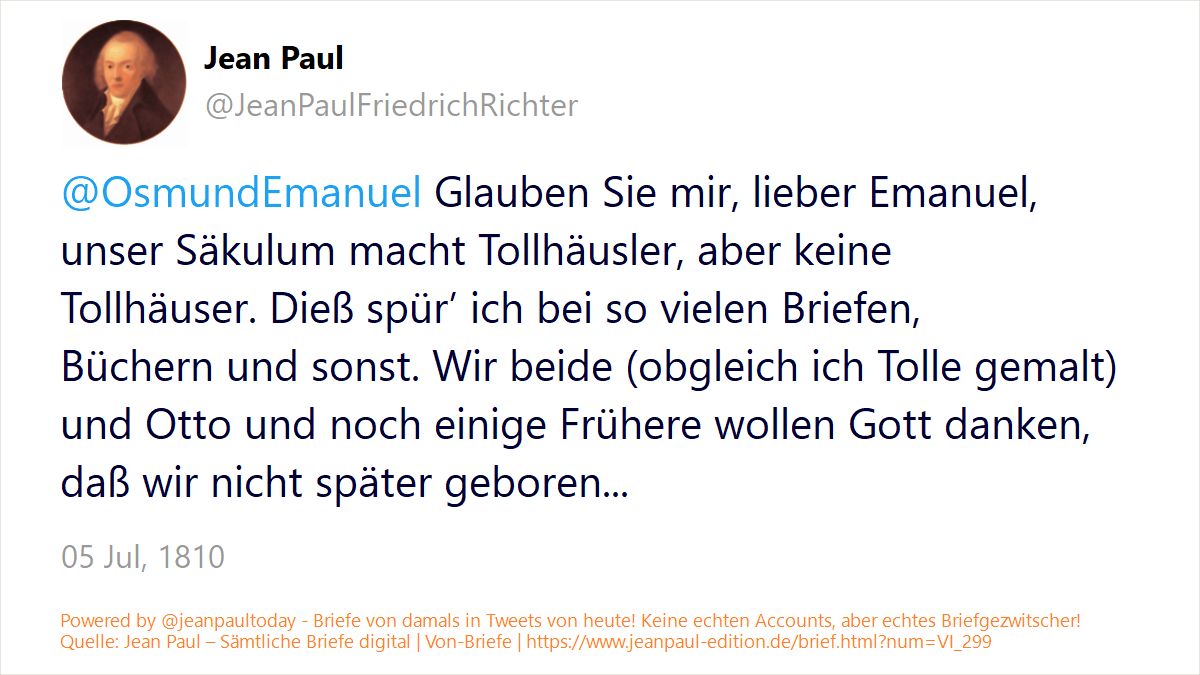 Jean Paul
@JeanPaulFriedrichRichter
@OsmundEmanuel Glauben Sie mir, lieber Emanuel,
unser Säkulum macht Tollhäusler, aber keine
Tollhäuser. Dieß spür’ ich bei so vielen Briefen,
Büchern und sonst. Wir beide (obgleich ich Tolle gemalt)
und Otto und noch einige Frühere wollen Gott danken,
daß wir nicht später geboren...
05 Jul, 1810
Powered by @jeanpaultoday - Briefe von damals in Tweets von heute! Keine echten Accounts, aber echtes Briefgezwitscher!
Quelle: Jean Paul – Sämtliche Briefe digital | Von-Briefe | https://www.jeanpaul-edition.de/brief.html?num=VI_299